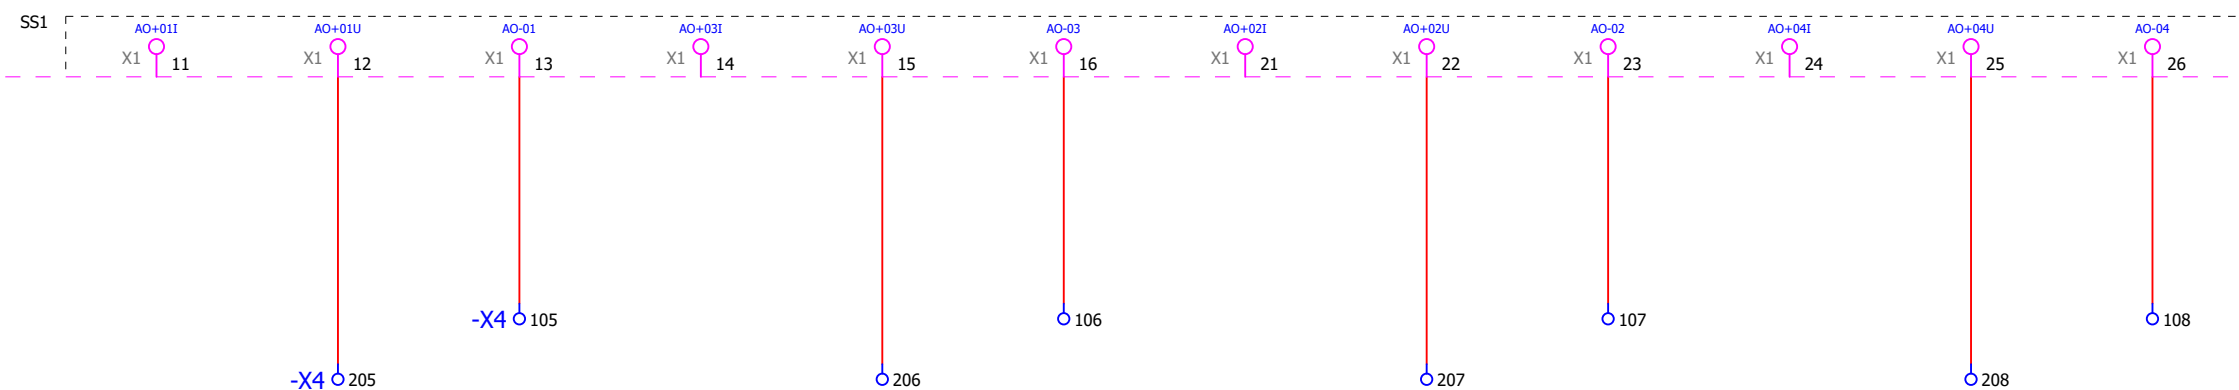 SS1
AO+01I AO+01U AO-01 AO+03I AO+03U AO-03 AO+02I AO+02U AO-02 AO+04I AO+04U AO-04
X1 11 X1 12 X1 13 X1 14 X1 15 X1 16 X1 21 X1 22 X1 23 X1 24 X1 25 X1 26
-X4 105 106 107 108
-X4 205 206 207 208